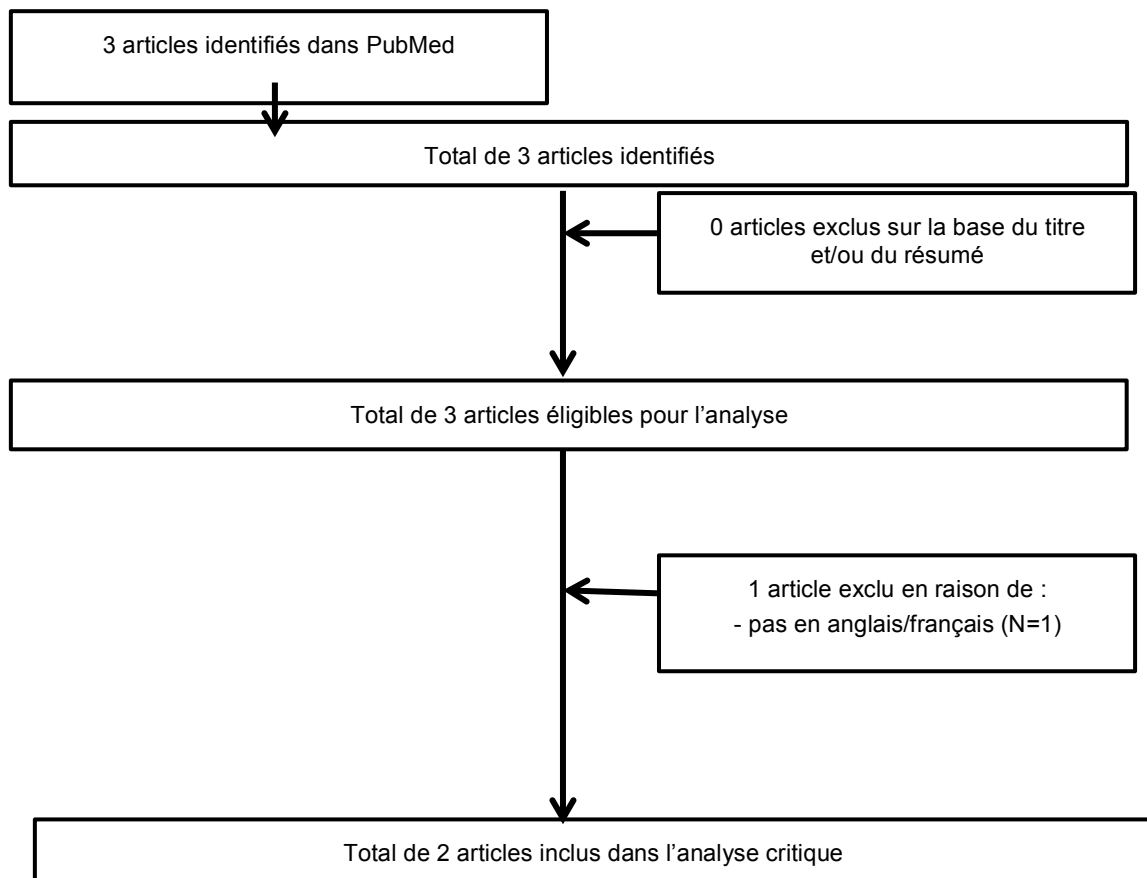 3 articles identifiés dans PubMed
Total de 3 articles identifiés
0 articles exclus sur la base du titre
et/ou du résumé
Total de 3 articles éligibles pour l’analyse
1 article exclu en raison de :
- pas en anglais/français (N=1)
Total de 2 articles inclus dans l’analyse critique